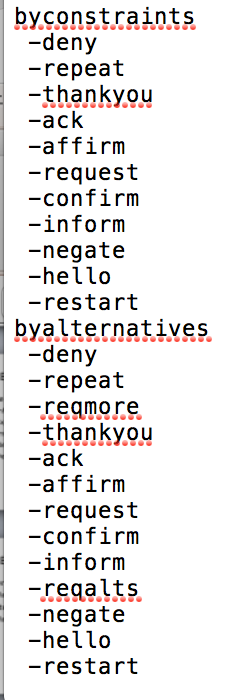 byconstraints
-deny
-repeat
-thankyou
-ack
-affirm
-request
-confirm
-inform
-negate
-hello
-restart
byalternatives
-deny
-repeat
-reqmore
-thankyou
-ack
-affirm
-request
-confirm
-inform
-reqalts
-negate
-hello
-restart